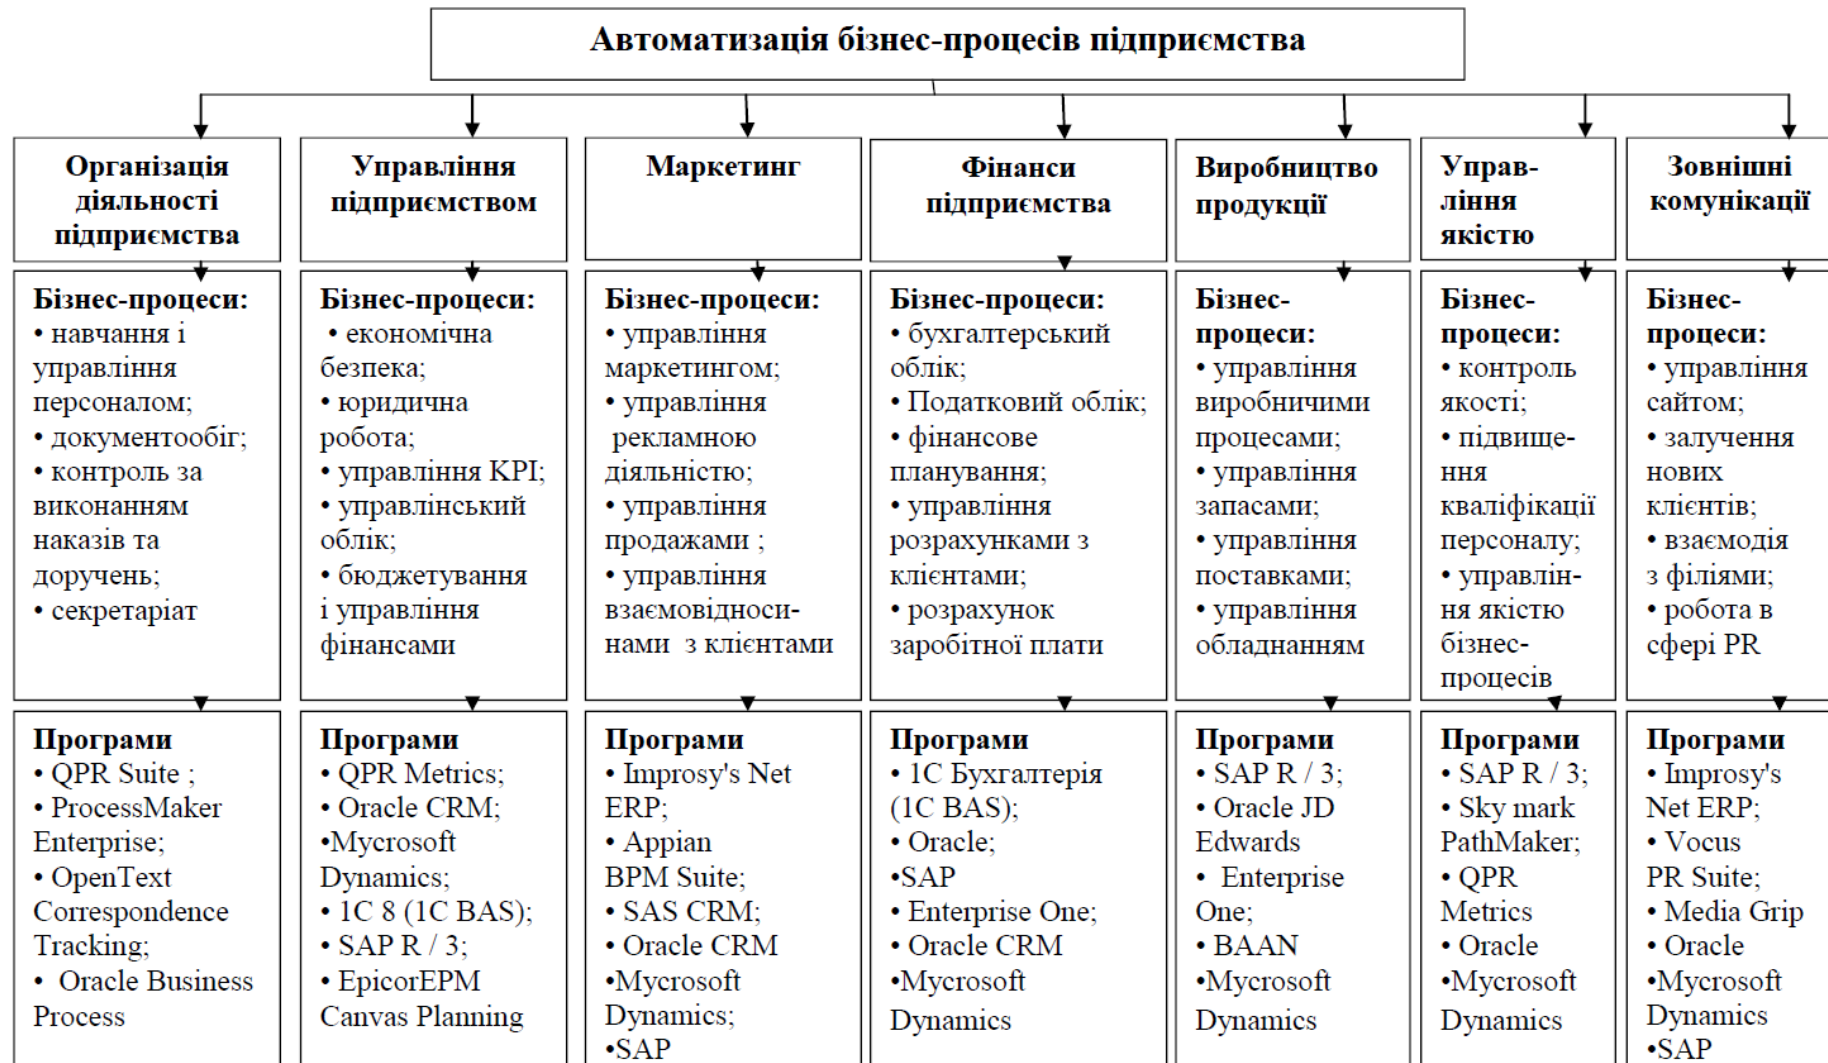 Автоматизація бізнес-процесів підприємства
Організація
діяльності
підприємства
Управління
підприємством
Маркетинг
Фінанси
підприємства
Виробництво
продукції
Управ-
ління
якістю
Зовнішні
комунікації
Бізнес-процеси:
• навчання і
управління
персоналом;
• документообіг;
• контроль за
виконанням
наказів та
доручень;
• секретаріат
Бізнес-процеси:
• економічна
безпека;
• юридична
робота;
• управління KPI;
• управлінський
облік;
• бюджетування
і управління
фінансами
Бізнес-процеси:
• управління
маркетингом;
• управління
рекламною
діяльністю;
• управління
продажами ;
• управління
взаємовідноси-
нами з клієнтами
Бізнес-процеси:
• бухгалтерський
облік;
• Податковий облік;
• фінансове
планування;
• управління
розрахунками з
клієнтами;
• розрахунок
заробітної плати
Бізнес-
процеси:
• управління
виробничими
процесами;
• управління
запасами;
• управління
поставками;
• управління
обладнанням
Бізнес-
процеси:
• контроль
якості;
• підвище-
ння
кваліфікації
персоналу;
• управлін-
ня якістю
бізнес-
процесів
Бізнес-
процеси:
• управління
сайтом;
• залучення
нових
клієнтів;
• взаємодія
з філіями;
• робота в
сфері PR
Програми
• QPR Suite ;
• ProcessMaker
Enterprise;
• OpenText
Correspondence
Tracking;
• Oracle Business
Process
Програми
• QPR Metrics;
• Oracle CRM;
•Mycrosoft
Dynamics;
• 1С 8 (1С BAS);
• SAP R / 3;
• EpicorEPM
Canvas Planning
Програми
• Improsy's Net
ERP;
• Appian
BPM Suite;
• SAS CRM;
• Oracle CRM
•Mycrosoft
Dynamics;
•SAP
Програми
• 1С Бухгалтерія
(1С BAS);
• Oracle;
•SAP
• Enterprise One;
• Oracle CRM
•Mycrosoft
Dynamics
Програми
• SAP R / 3;
• Oracle JD
Edwards
• Enterprise
One;
• BAAN
•Mycrosoft
Dynamics
Програми
• SAP R / 3;
• Sky mark
PathMaker;
• QPR
Metrics
• Oracle
•Mycrosoft
Dynamics
Програми
• Improsy's
Net ERP;
• Vocus
PR Suite;
• Media Grip
• Oracle
•Mycrosoft
Dynamics
•SAP